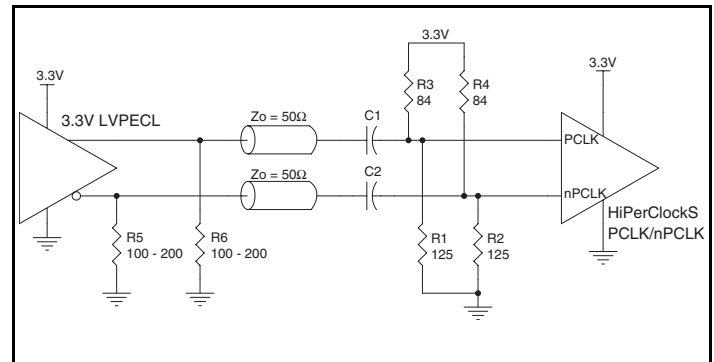 3.3V
3.3V
3.3V
3.3V LVPECL
R3
84
R4
84
Zo = 50Ω
C1
PCLK
Zo = 50Ω
C2
nPCLK
HiPerClockS
PCLK/nPCLK
R5
100 - 200
R6
100 - 200
R1
125
R2
125